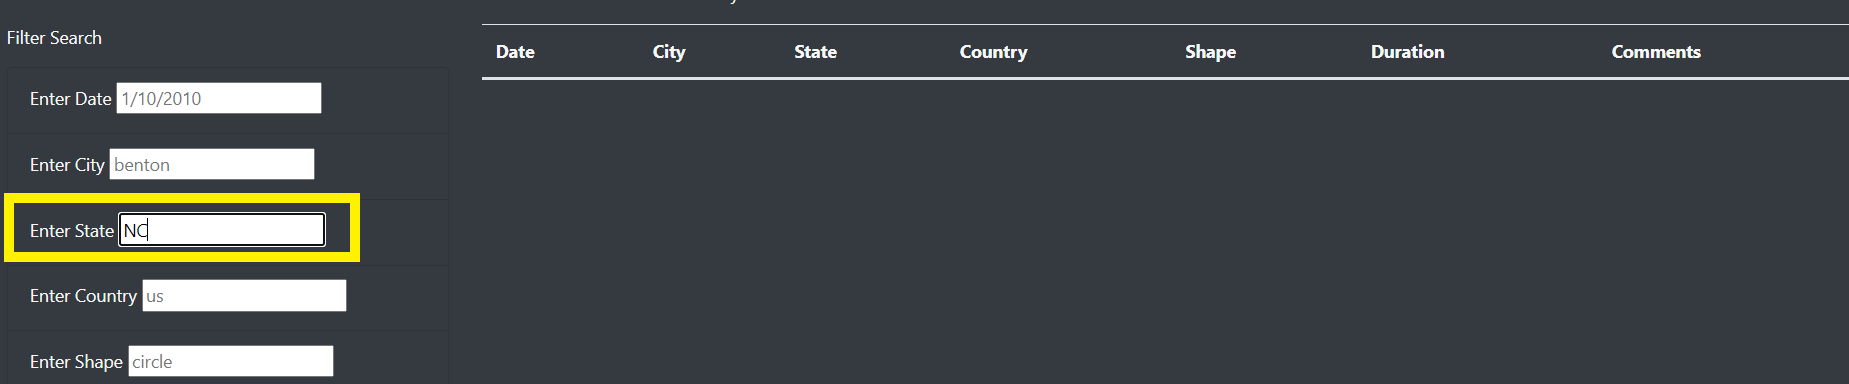 Filter Search
Date City State Country Shape Duration Comments
Enter Date 1/10/2010
Enter City benton
Enter State NC
Enter Country us
Enter Shape circle